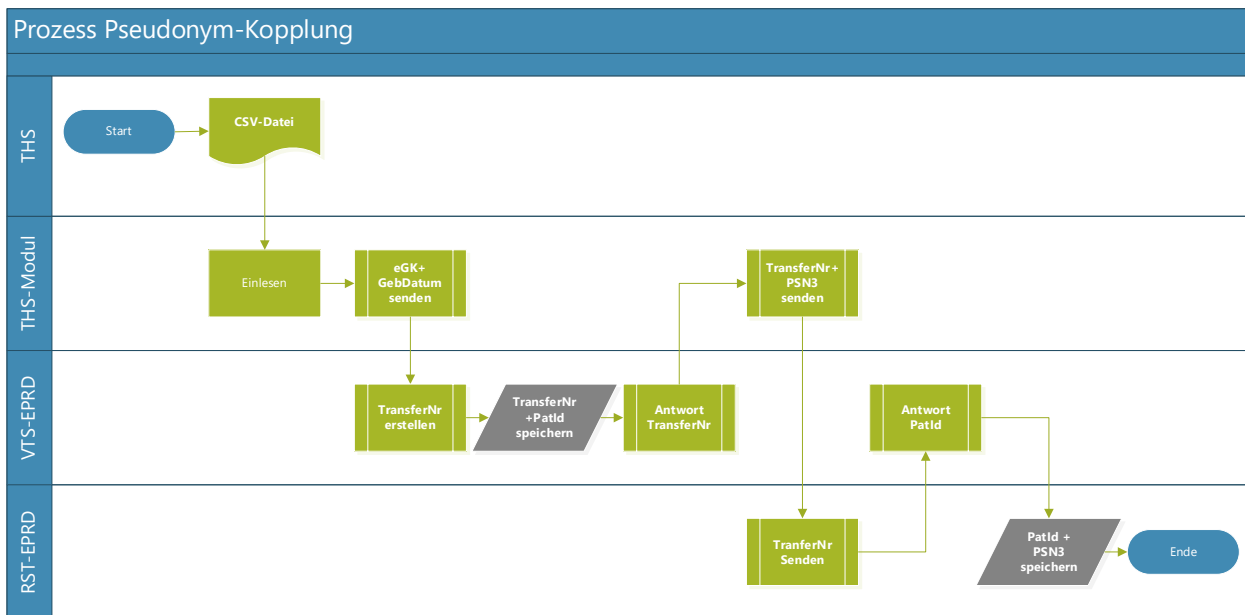 Prozess Pseudonym-Kopplung
THS
Start
CSV-Datei
THS-Modul
Einlesen
eGK+
GebDatum
senden
TransferNr+
PSN3
senden
VTS-EPRD
TransferNr
erstellen
TransferNr
+PatId
speichern
Antwort
TransferNr
Antwort
PatId
RST-EPRD
TranferNr
Senden
PatId +
PSN3
speichern
Ende